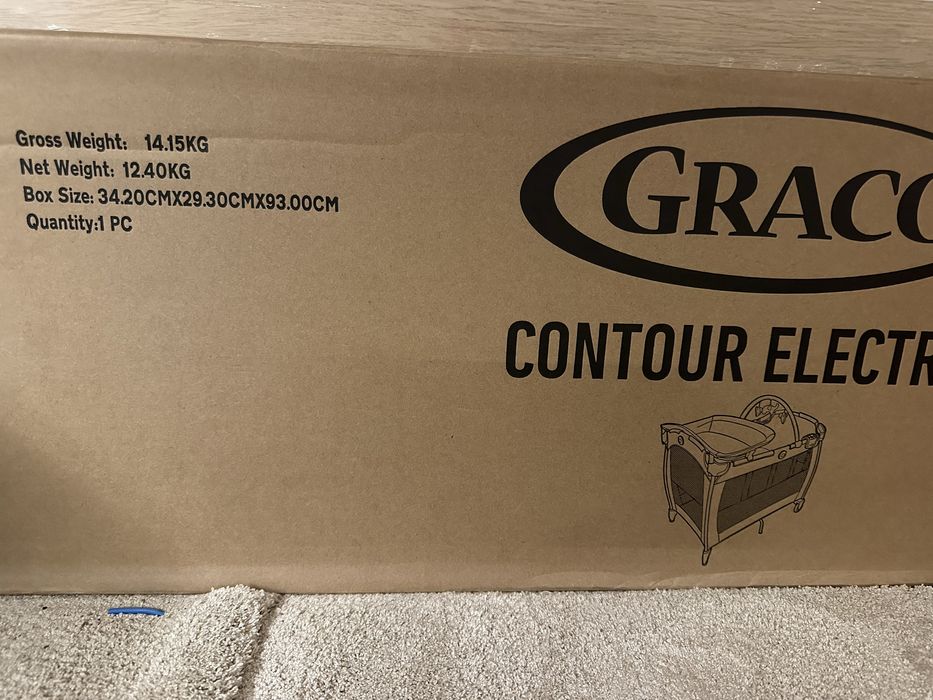 Gross Weight: 14.15KG
Net Weight: 12.40KG
Box Size: 34.20CMX29.30CMX93.00CM
Quantity:1 PC
GRACO
CONTOUR ELECTR